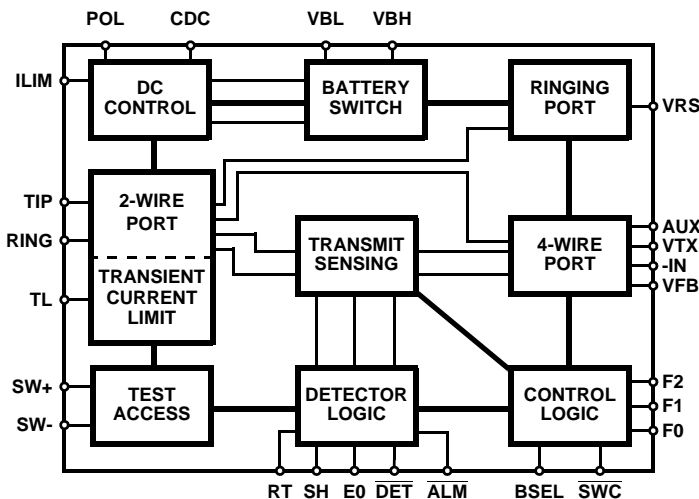 POL CDC VBL VBH
ILIM
DC
CONTROL
BATTERY
SWITCH
RINGING
PORT
VRS
TIP
RING
TL
2-WIRE
PORT
TRANSIENT
CURRENT
LIMIT
TRANSMIT
SENSING
4-WIRE
PORT
AUX
VTX
-IN
VFB
SW+
SW-
TEST
ACCESS
DETECTOR
LOGIC
CONTROL
LOGIC
F2
F1
F0
RT SH E0 DET ALM BSEL SWC